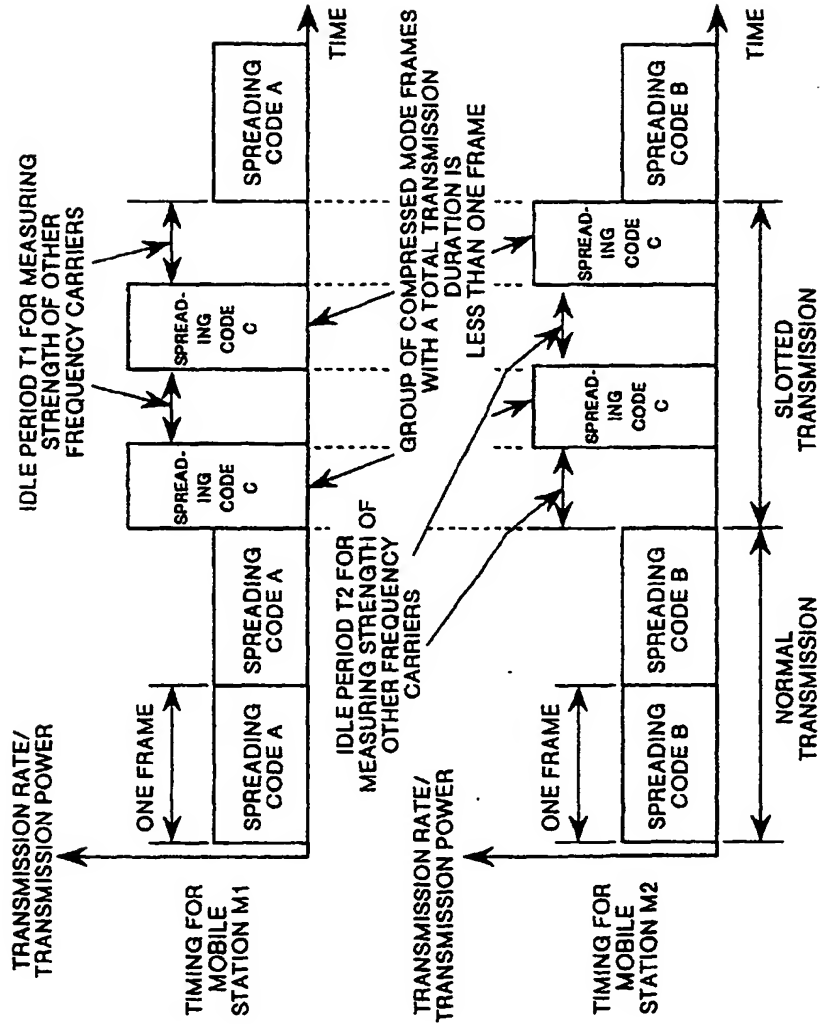 TRANSMISSION RATE/
TRANSMISSION POWER
TIMING FOR
MOBILE
STATION M1
ONE FRAME
SPREADING
CODE A
SPREADING
CODE A
SPREAD-
ING
CODE
C
SPREAD-
ING
CODE
C
SPREADING
CODE A
TIME
IDLE PERIOD T1 FOR MEASURING
STRENGTH OF OTHER
FREQUENCY CARRIERS
GROUP OF COMPRESSED MODE FRAMES
WITH A TOTAL TRANSMISSION
DURATION IS
LESS THAN ONE FRAME
IDLE PERIOD T2 FOR
MEASURING STRENGTH OF
OTHER FREQUENCY
CARRIERS
TRANSMISSION RATE/
TRANSMISSION POWER
TIMING FOR
MOBILE
STATION M2
ONE FRAME
SPREADING
CODE B
SPREADING
CODE B
SPREAD-
ING
CODE
C
SPREAD-
ING
CODE
C
SPREADING
CODE B
TIME
NORMAL
TRANSMISSION
SLOTTED
TRANSMISSION